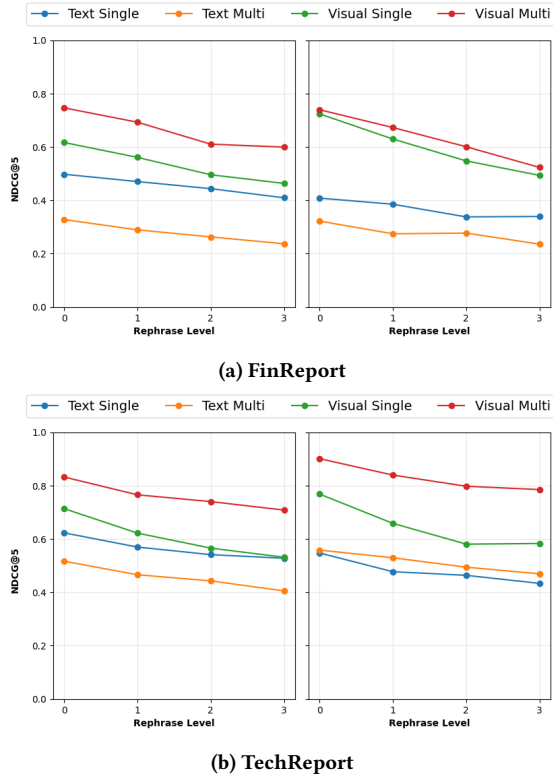 Text Single Text Multi Visual Single Visual Multi
1.0
0.8
0.6
0.4
0.2
0.0
NDCG@5
0 1 2 3 0 1 2 3
Rephrase Level Rephrase Level
(a) FinReport
Text Single Text Multi Visual Single Visual Multi
1.0
0.8
0.6
0.4
0.2
0.0
NDCG@5
0 1 2 3 0 1 2 3
Rephrase Level Rephrase Level
(b) TechReport